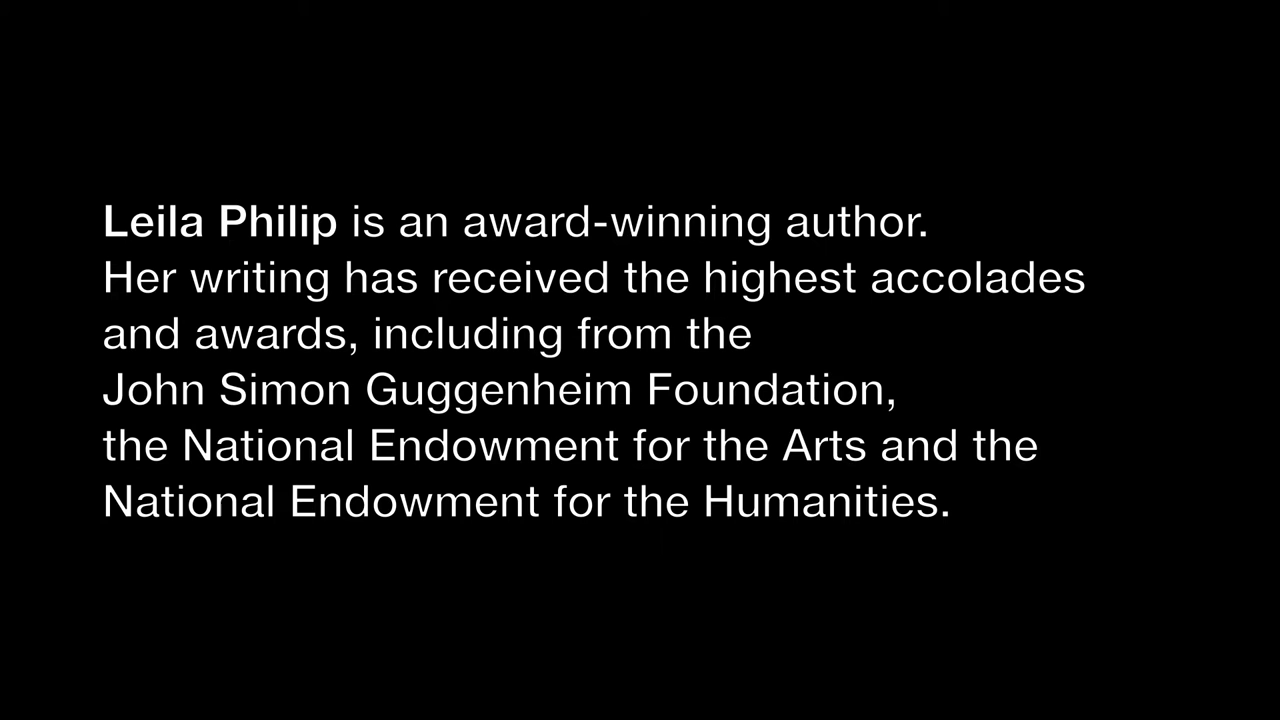 Leila Philip is an award-winning author.
Her writing has received the highest accolades
and awards, including from the
John Simon Guggenheim Foundation,
the National Endowment for the Arts and the
National Endowment for the Humanities.